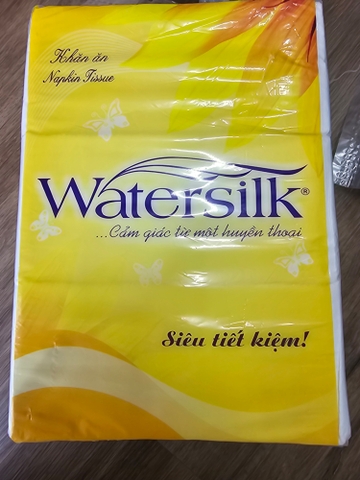 Khăn ăn
Napkin Tissue
Watersilk®
...Cảm giác từ một huyền thoại
Siêu tiết kiệm!